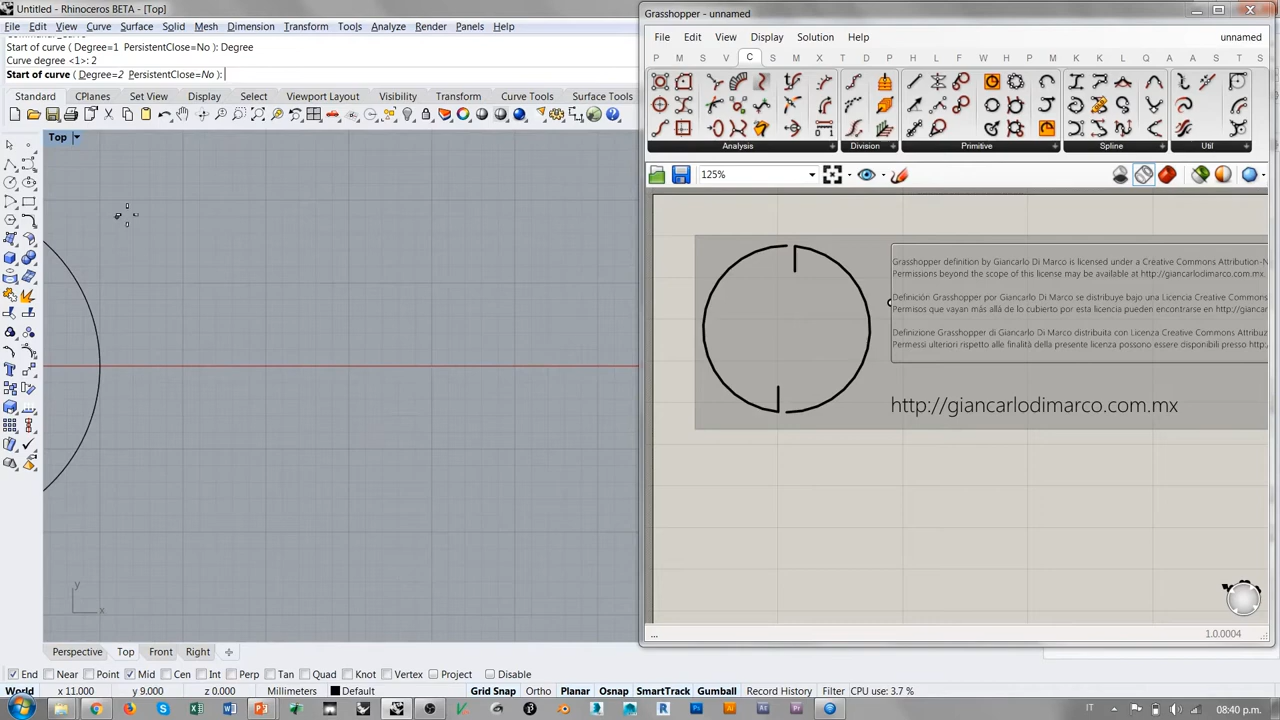 Untitled - Rhinoceros BETA - [Top]
File Edit View Curve Surface Solid Mesh Dimension Transform Tools Analyze Render Panels Help
Start of curve ( Degree=1 PersistentClose=No ): Degree
Curve degree <1>: 2
Start of curve ( Degree=2 PersistentClose=No ):
Standard CPlanes Set View Display Select Viewport Layout Visibility Transform Curve Tools Surface Tools
Top
y
x
Perspective Top Front Right
End Near Point Mid Cen Int Perp Tan Quad Knot Vertex Project Disable
World x 11.000 y 9.000 z 0.000 Millimeters Default Grid Snap Ortho Planar Osnap SmartTrack Gumball Record History Filter CPU use: 3.7 %
Grasshopper - unnamed
File Edit View Display Solution Help unnamed
P M S V C S M X T D P L H L F W M K K A A S T U
Analysis Division Primitive Spline Util
125%
Grasshopper definition by Giancarlo Di Marco is licensed under a Creative Commons Attribution-N
Permissions beyond the scope of this license may be available at http://giancarlodimarco.com.mx
Definición Grasshopper por Giancarlo Di Marco se distribuye bajo una Licencia Creative Commons
Permisos que vayan más allá de lo cubierto por esta licencia pueden encontrarse en http://giancar
Definizione Grasshopper di Giancarlo Di Marco distribuita con Licenza Creative Commons Attribuz
Permessi ulteriori rispetto alle finalità della presente licenza possono essere disponibili presso http:
http://giancarlodimarco.com.mx
...
1.0.0004
IT 08:40 p.m.